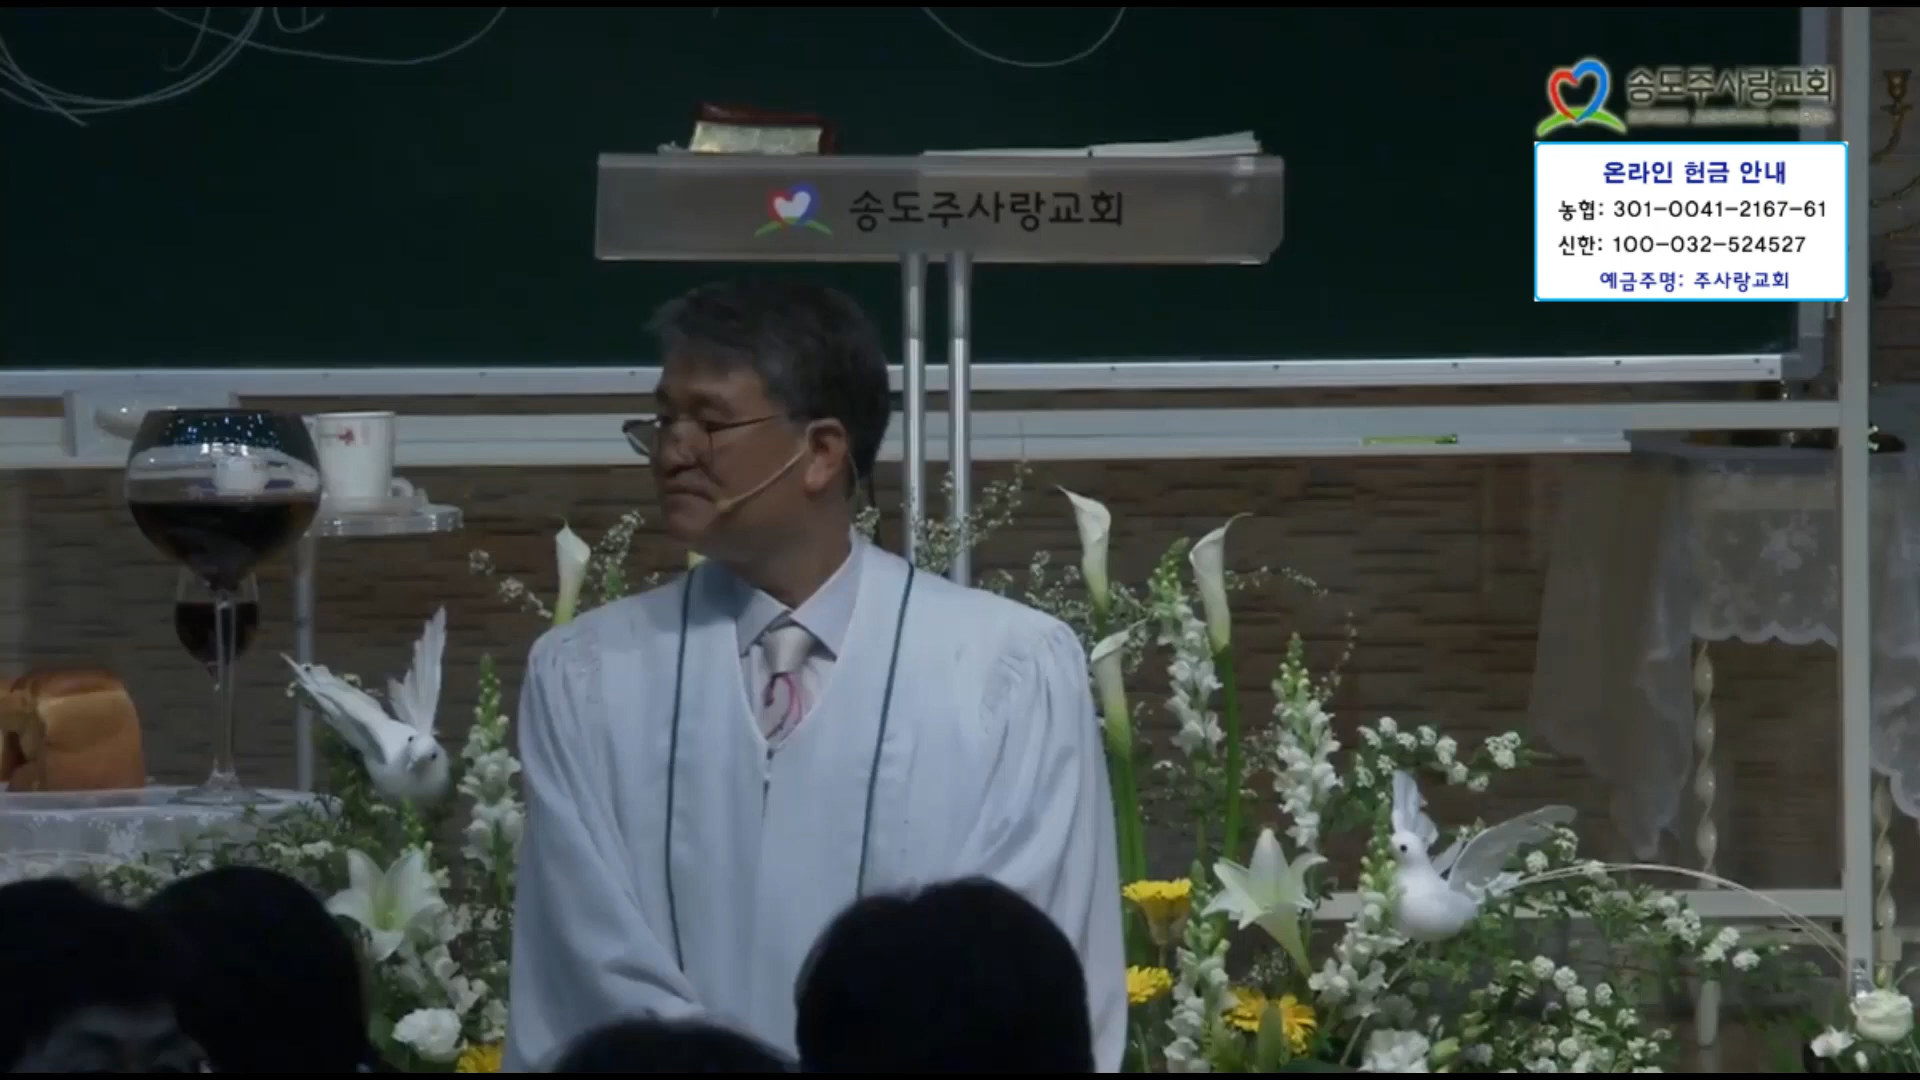 송도주사랑교회
온라인 헌금 안내
농협: 301-0041-2167-61
신한: 100-032-524527
예금주명: 주사랑교회
송도주사랑교회